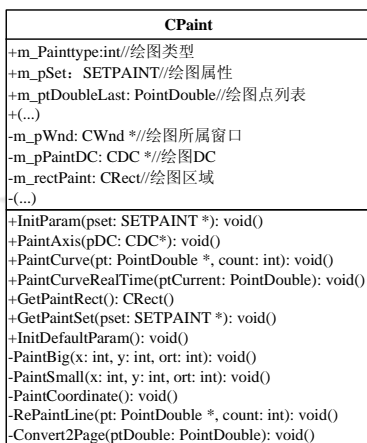 CPaint
+m_Painttype:int//绘图类型
+m_pSet：SETPAINT//绘图属性
+m_ptDoubleLast: PointDouble//绘图点列表
+(...)
-m_pWnd: CWnd *//绘图所属窗口
-m_pPaintDC: CDC *//绘图DC
-m_rectPaint: CRect//绘图区域
-(...)
+InitParam(pset: SETPAINT *): void()
+PaintAxis(pDC: CDC*): void()
+PaintCurve(pt: PointDouble *, count: int): void()
+PaintCurveRealTime(ptCurrent: PointDouble): void()
+GetPaintRect(): CRect()
+GetPaintSet(pset: SETPAINT *): void()
+InitDefaultParam(): void()
-PaintBig(x: int, y: int, ort: int): void()
-PaintSmall(x: int, y: int, ort: int): void()
-PaintCoordinate(): void()
-RePaintLine(pt: PointDouble *, count: int): void()
-Convert2Page(ptDouble: PointDouble): void()